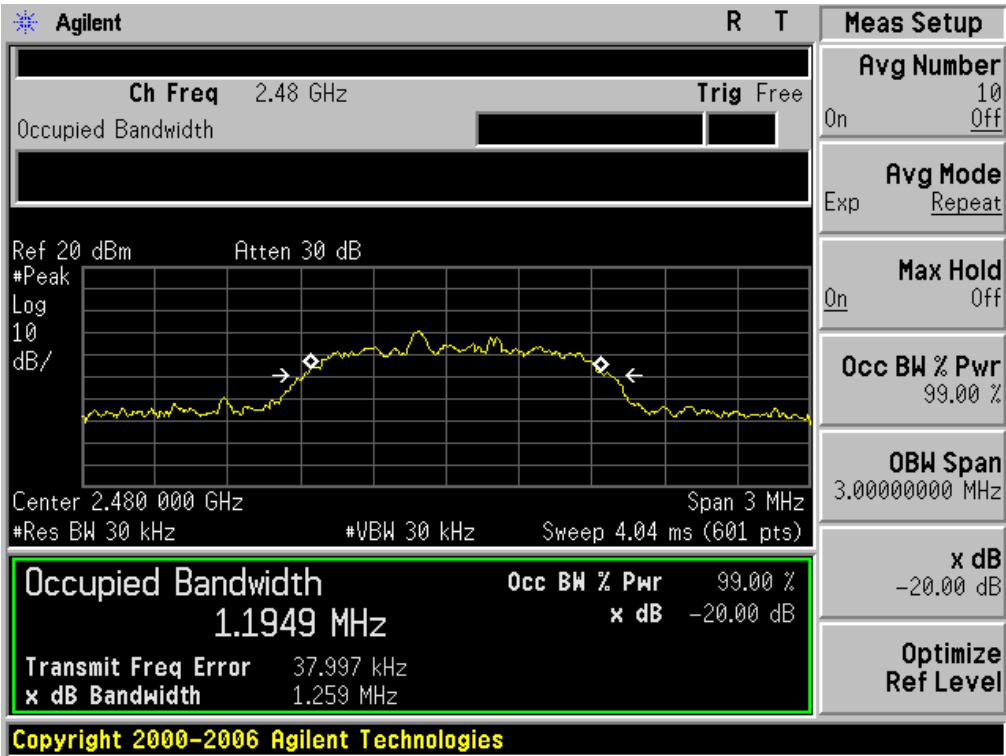 Agilent R T
Ch Freq 2.48 GHz Trig Free
Occupied Bandwidth
Ref 20 dBm Atten 30 dB
#Peak
Log
10
dB/
Center 2.480 000 GHz Span 3 MHz
#Res BW 30 kHz #VBW 30 kHz Sweep 4.04 ms (601 pts)
Occupied Bandwidth Occ BW % Pwr 99.00 %
1.1949 MHz x dB -20.00 dB
Transmit Freq Error 37.997 kHz
x dB Bandwidth 1.259 MHz
Copyright 2000-2006 Agilent Technologies
Meas Setup
Avg Number
10
On Off
Avg Mode
Exp Repeat
Max Hold
On Off
Occ BW % Pwr
99.00 %
OBW Span
3.00000000 MHz
x dB
-20.00 dB
Optimize
Ref Level